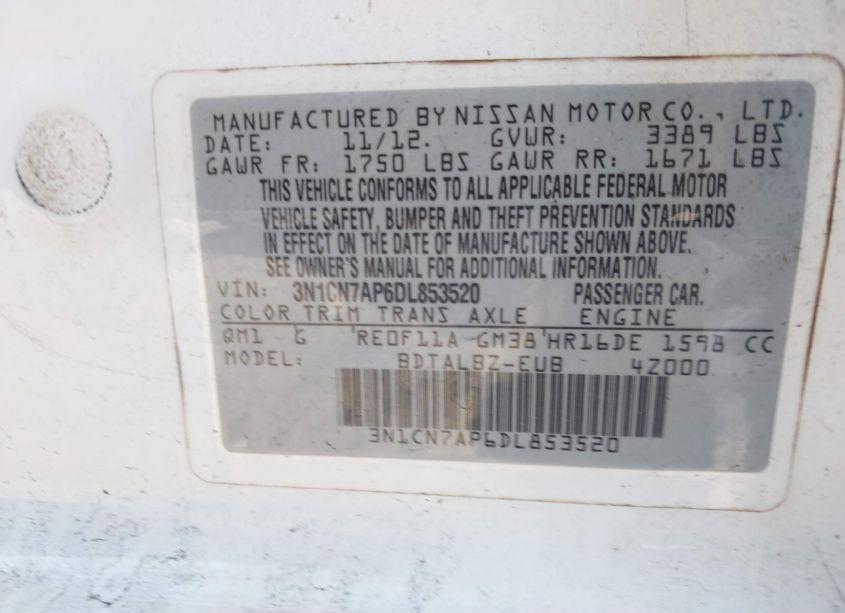 MANUFACTURED BY NISSAN MOTOR CO., LTD.
DATE: 11/12. GVWR: 3389 LBS
GAWR FR: 1750 LBS GAWR RR: 1671 LBS
THIS VEHICLE CONFORMS TO ALL APPLICABLE FEDERAL MOTOR
VEHICLE SAFETY, BUMPER AND THEFT PREVENTION STANDARDS
IN EFFECT ON THE DATE OF MANUFACTURE SHOWN ABOVE.
SEE OWNER'S MANUAL FOR ADDITIONAL INFORMATION.
VIN: 3N1CN7AP6DL853520 PASSENGER CAR.
COLOR TRIM TRANS AXLE ENGINE
QM1 G RE0F11A GM38 HR16DE 1598 CC
MODEL: BDTALBZ-EUB 4Z000
3N1CN7AP6DL853520